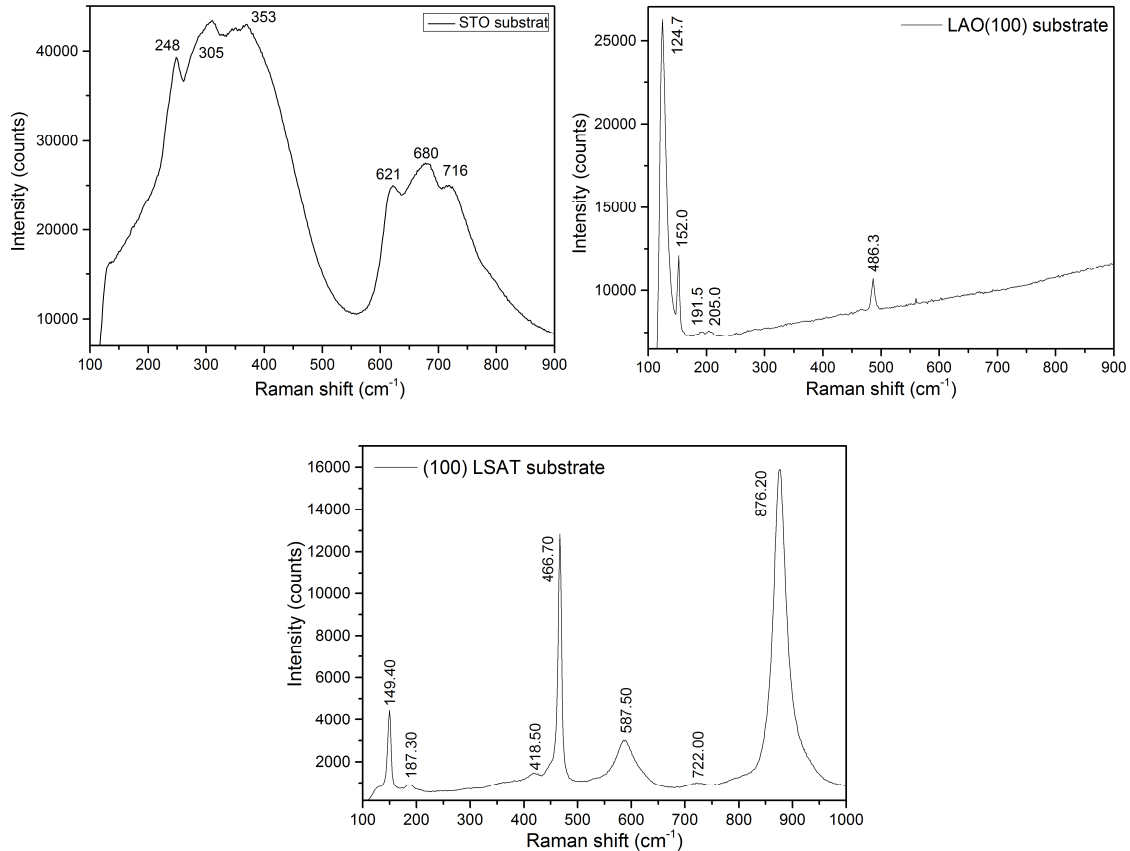 STO substrat
248
305
353
621
680
716
40000
30000
20000
10000
Intensity (counts)
100 200 300 400 500 600 700 800 900
Raman shift (cm⁻¹)
LAO(100) substrate
124.7
152.0
191.5
205.0
486.3
25000
20000
15000
10000
Intensity (counts)
100 200 300 400 500 600 700 800 900
Raman shift (cm⁻¹)
(100) LSAT substrate
149.40
187.30
418.50
466.70
587.50
722.00
876.20
16000
14000
12000
10000
8000
6000
4000
2000
Intensity (counts)
100 200 300 400 500 600 700 800 900 1000
Raman shift (cm⁻¹)